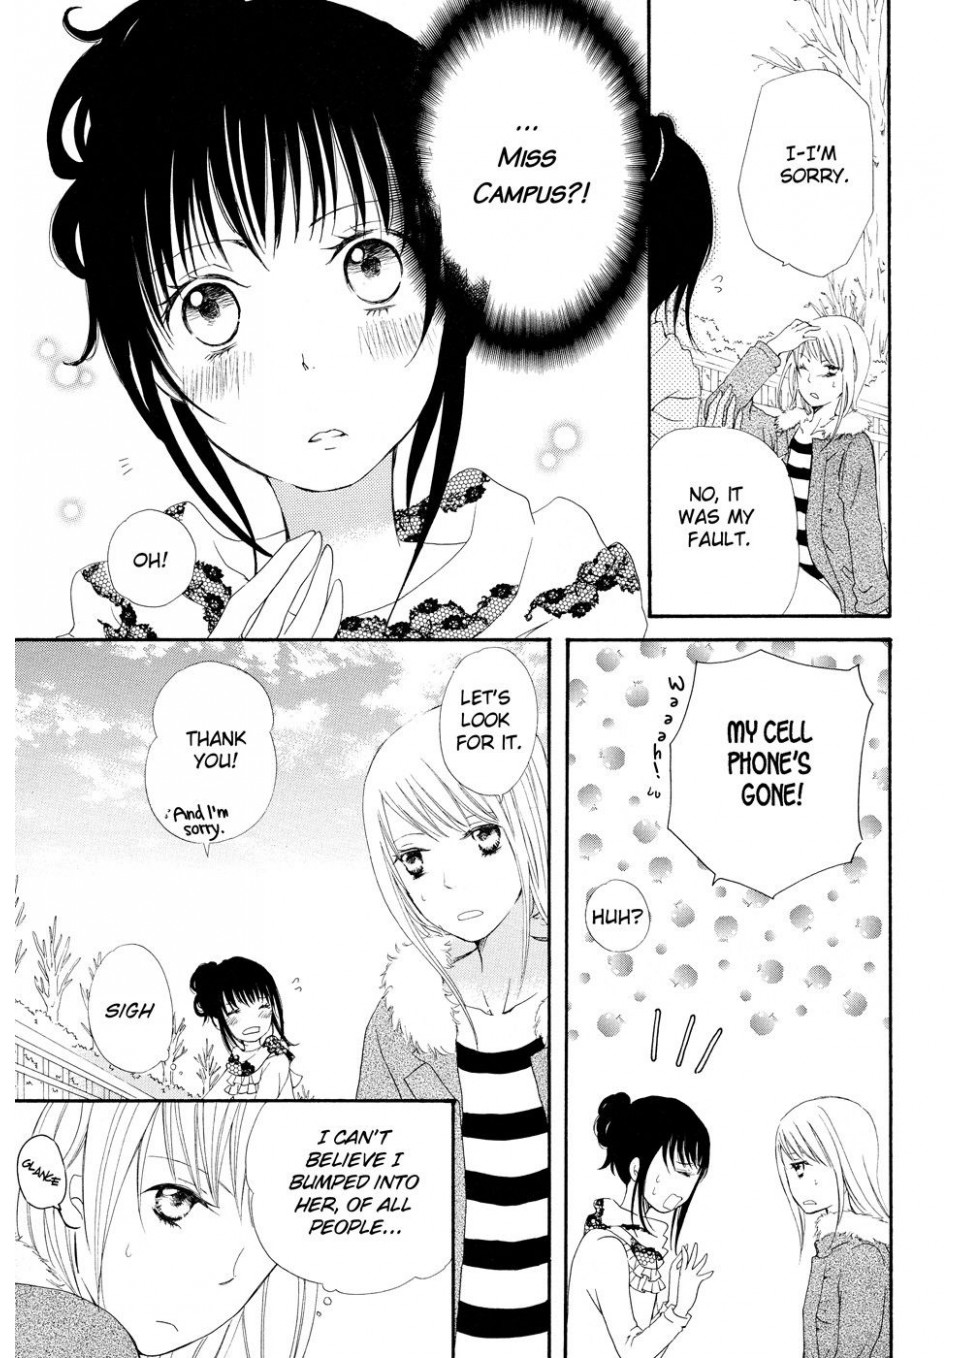 I-I'M
SORRY.
NO, IT
WAS MY
FAULT.
...
MISS
CAMPUS?!
OH!
MY CELL
PHONE'S
GONE!
Waaaah!!
HUH?
LET'S
LOOK
FOR IT.
THANK
YOU!
And I'm
sorry.
SIGH
I CAN'T
BELIEVE I
BUMPED INTO
HER, OF ALL
PEOPLE...
GLANCE